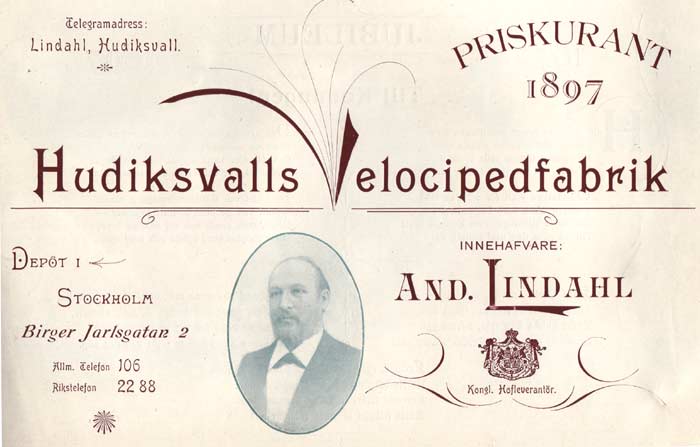 Telegramadress:
Lindahl, Hudiksvall.
PRISKURANT
1897
Hudiksvalls Velocipedfabrik
DEPÔT I
STOCKHOLM
Birger Jarlsgatan 2
Allm. Telefon 106
Rikstelefon 22 88
INNEHAFVARE:
AND. LINDAHL
Kongl. Hofleverantör.